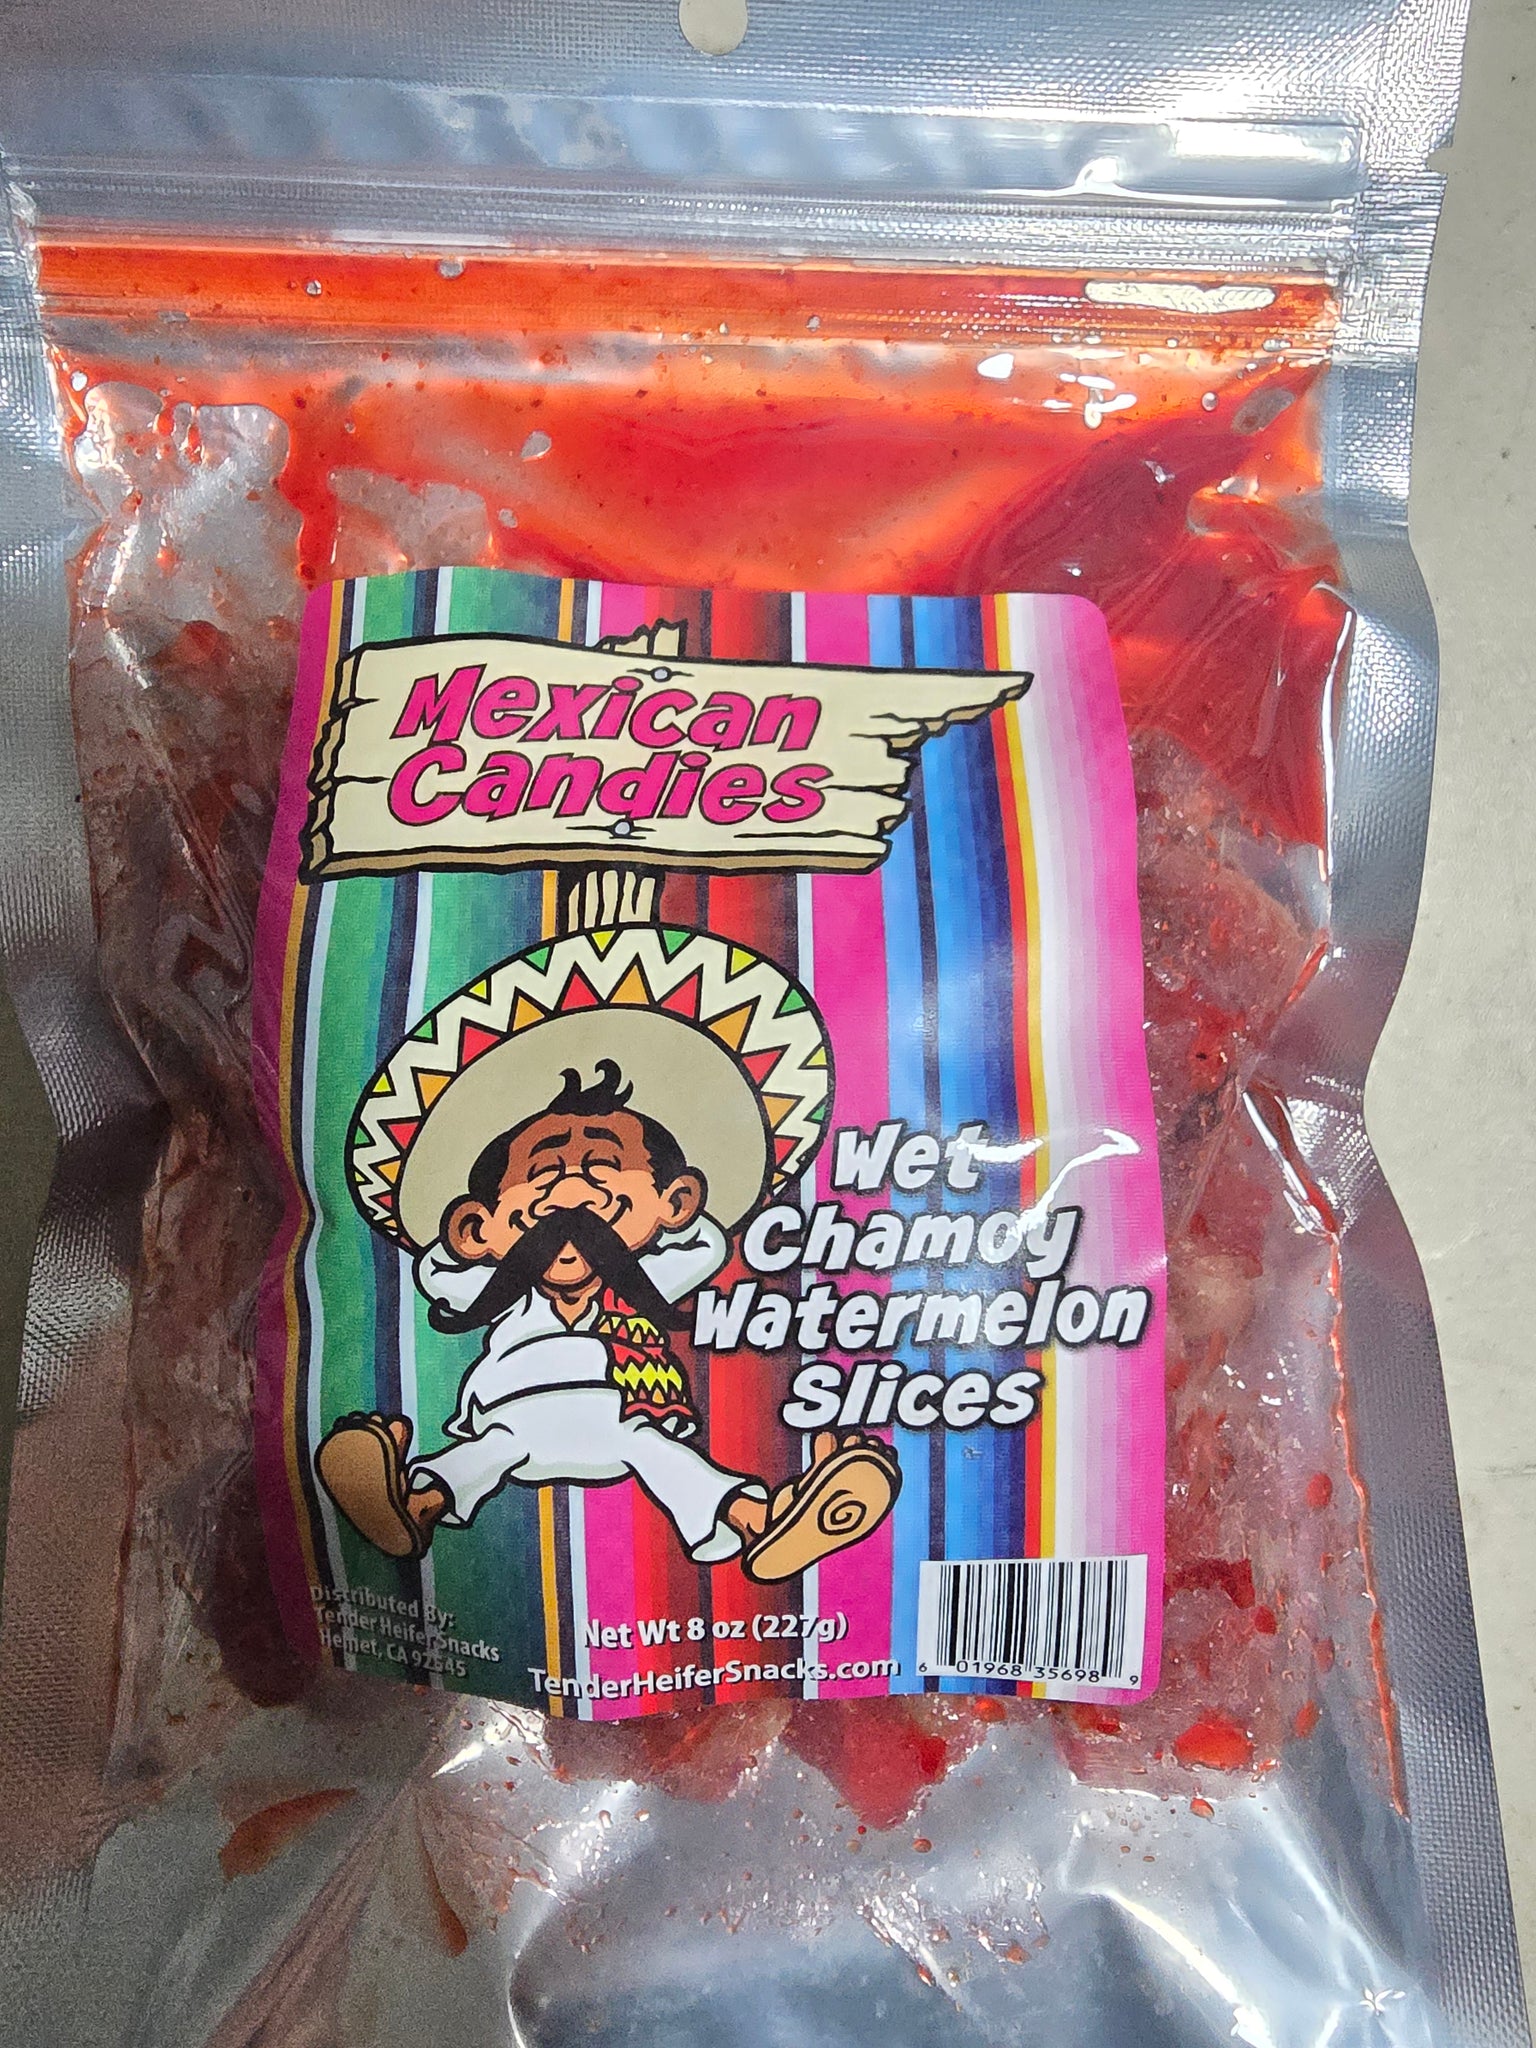 Mexican
Candies
Wet
Chamoy
Watermelon
Slices
Distributed By:
Tender Heifer Snacks
Hemet, CA 92545
Net Wt 8 oz (227g)
TenderHeiferSnacks.com
6 01968 35698 9